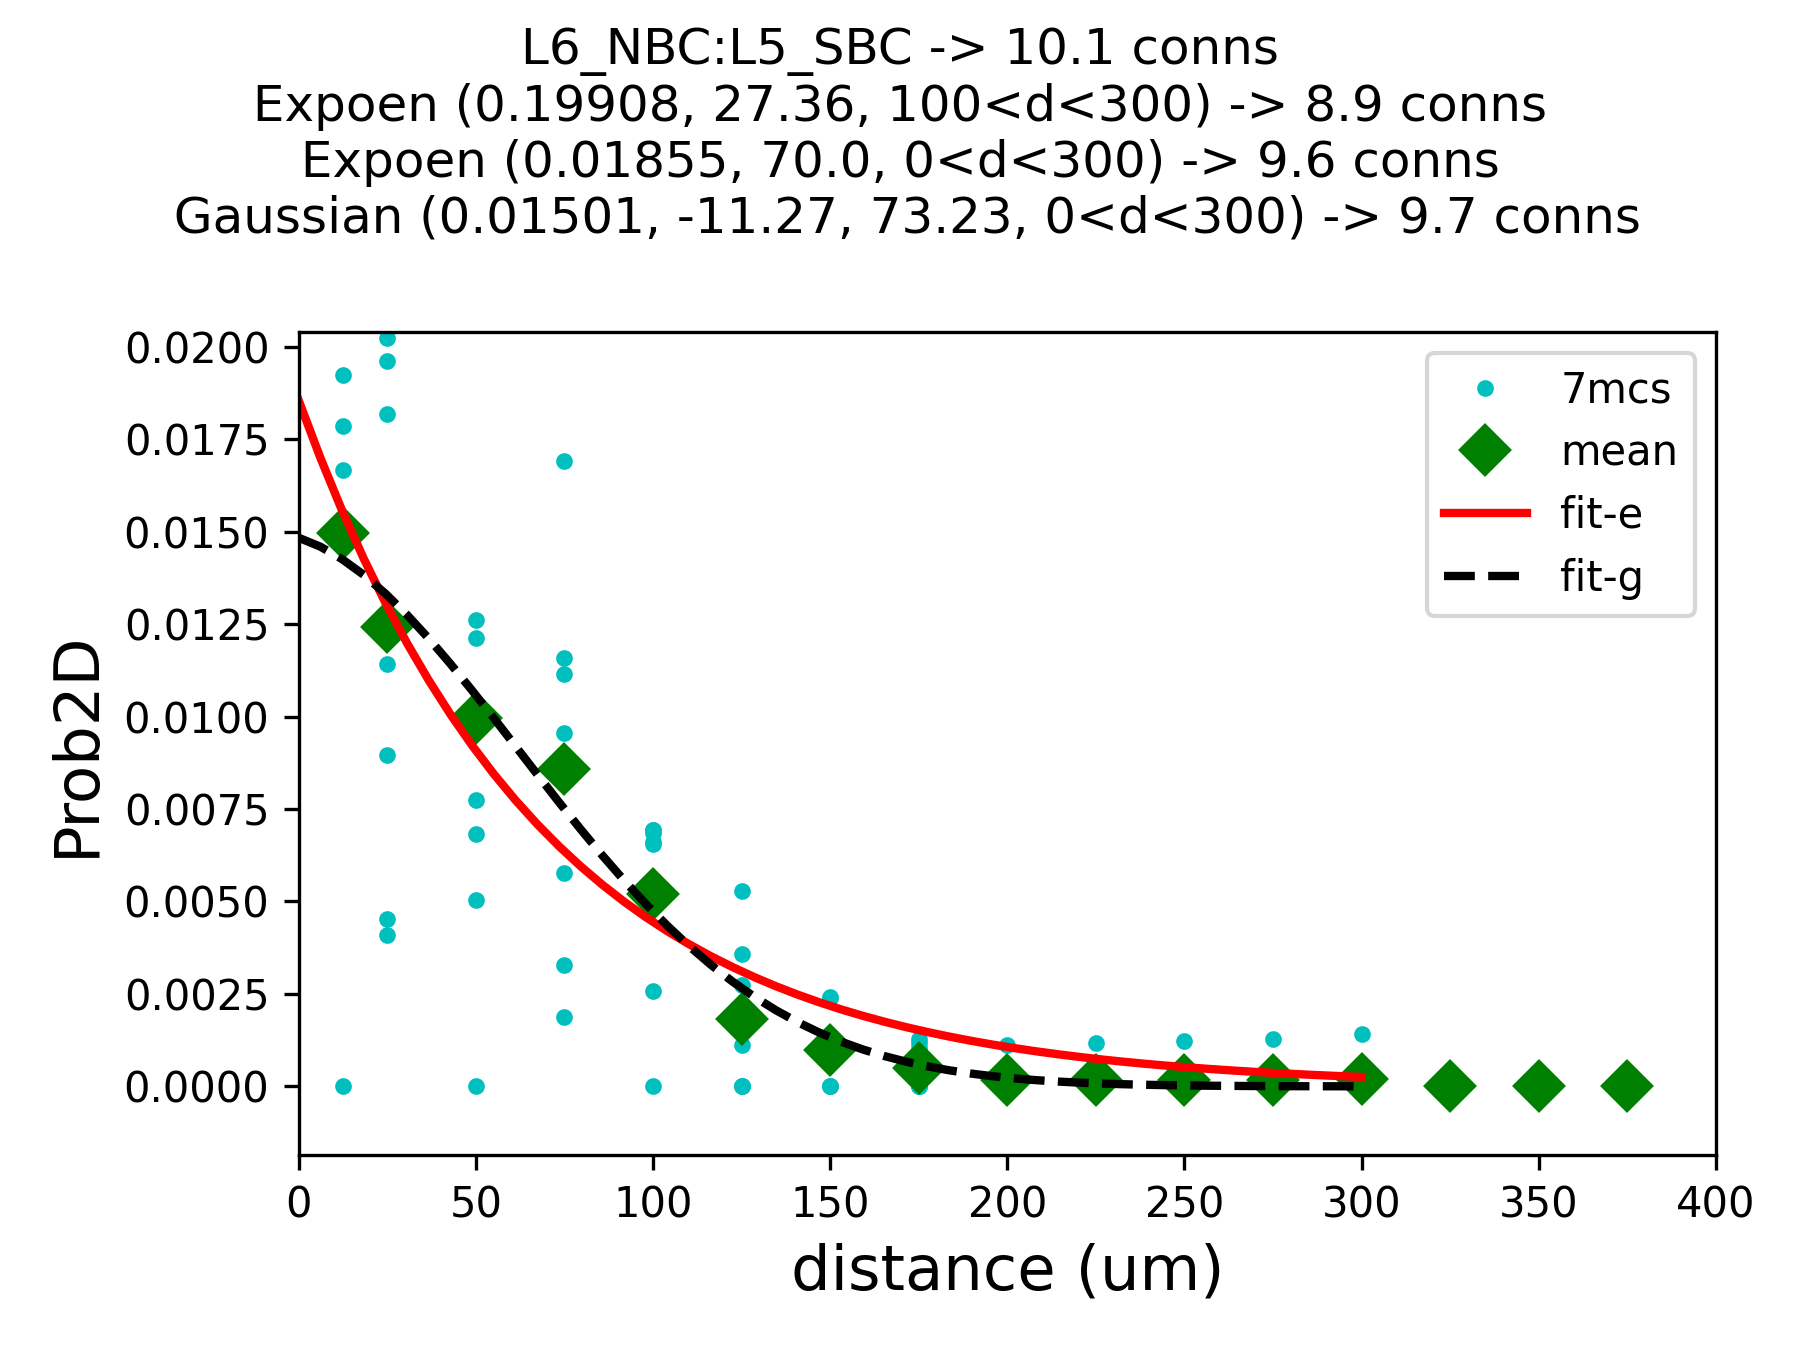 L6_NBC:L5_SBC -> 10.1 conns
Expoen (0.19908, 27.36, 100<d<300) -> 8.9 conns
Expoen (0.01855, 70.0, 0<d<300) -> 9.6 conns
Gaussian (0.01501, -11.27, 73.23, 0<d<300) -> 9.7 conns
0.0200
0.0175
0.0150
0.0125
0.0100
0.0075
0.0050
0.0025
0.0000
Prob2D
7mcs
mean
fit-e
fit-g
0 50 100 150 200 250 300 350 400
distance (um)